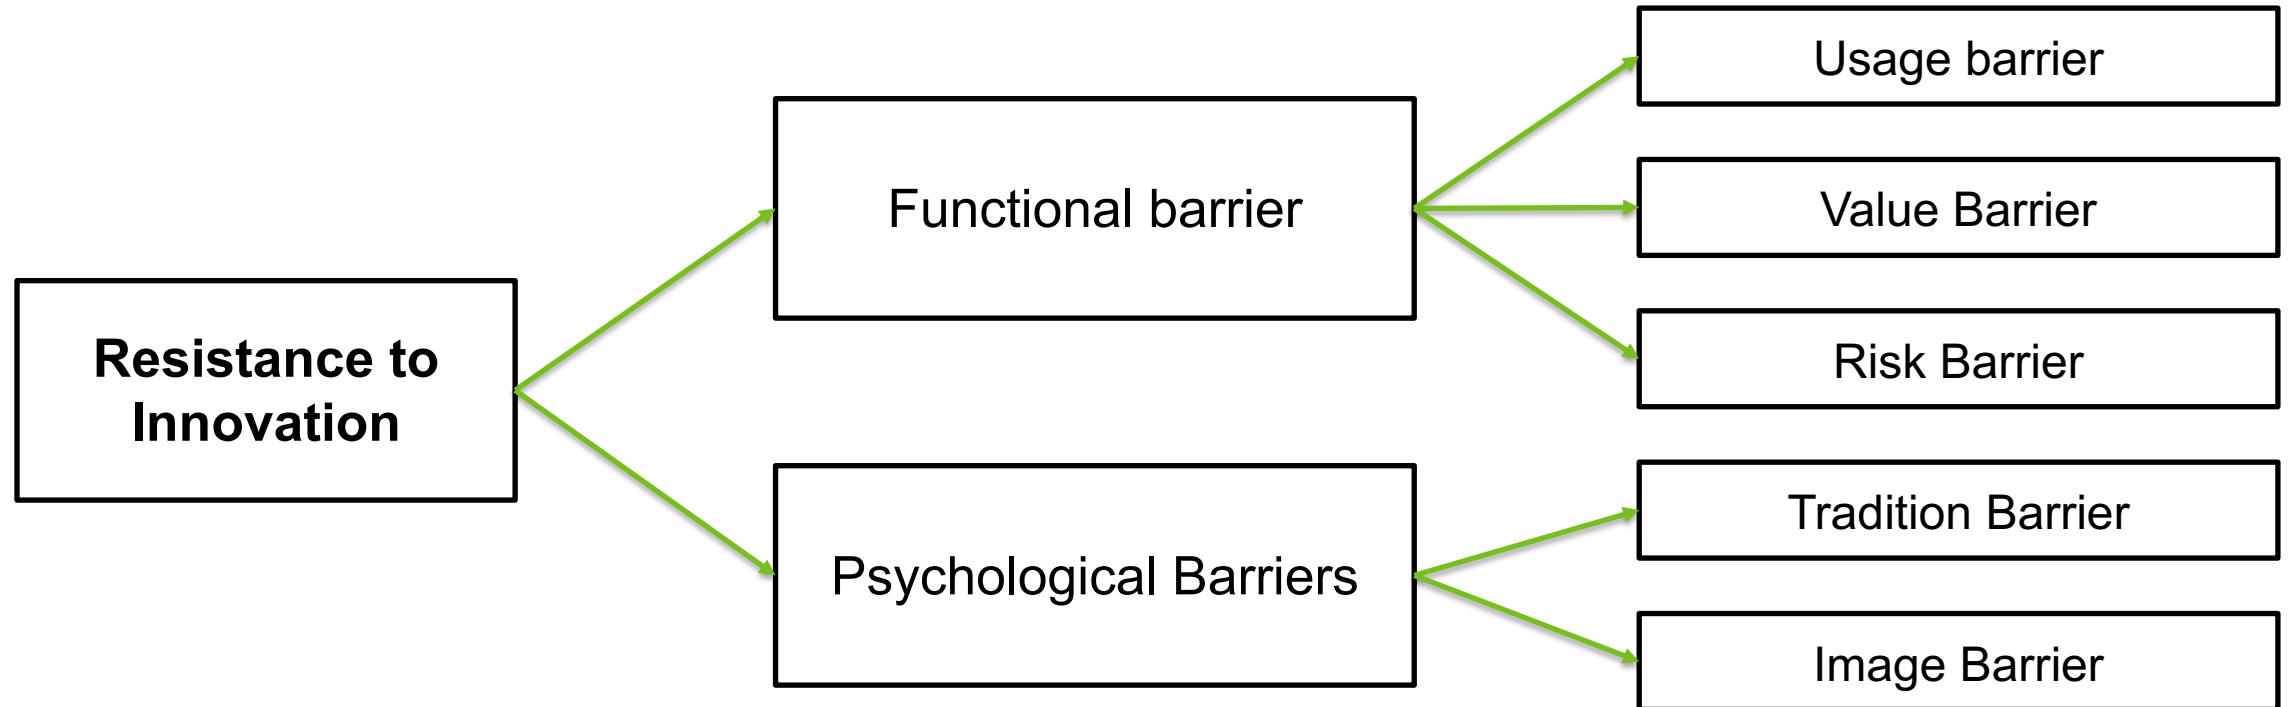 Resistance to
Innovation
Functional barrier
Psychological Barriers
Usage barrier
Value Barrier
Risk Barrier
Tradition Barrier
Image Barrier